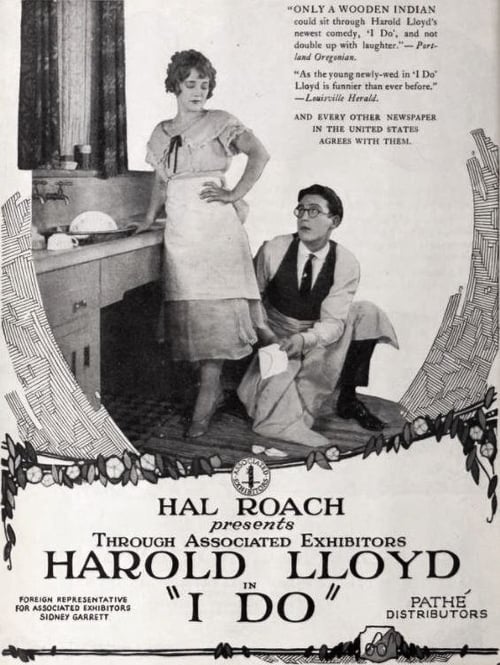 "ONLY A WOODEN INDIAN
could sit through Harold Lloyd's
newest comedy, 'I Do', and not
double up with laughter."—Port-
land Oregonian.
"As the young newly-wed in 'I Do'
Lloyd is funnier than ever before."
—Louisville Herald.
AND EVERY OTHER NEWSPAPER
IN THE UNITED STATES
AGREES WITH THEM.
ASSOCIATED
EXHIBITORS
HAL ROACH
presents
THROUGH ASSOCIATED EXHIBITORS
HAROLD LLOYD
IN
"I DO"
FOREIGN REPRESENTATIVE
FOR ASSOCIATED EXHIBITORS
SIDNEY GARRETT
PATHÉ
DISTRIBUTORS